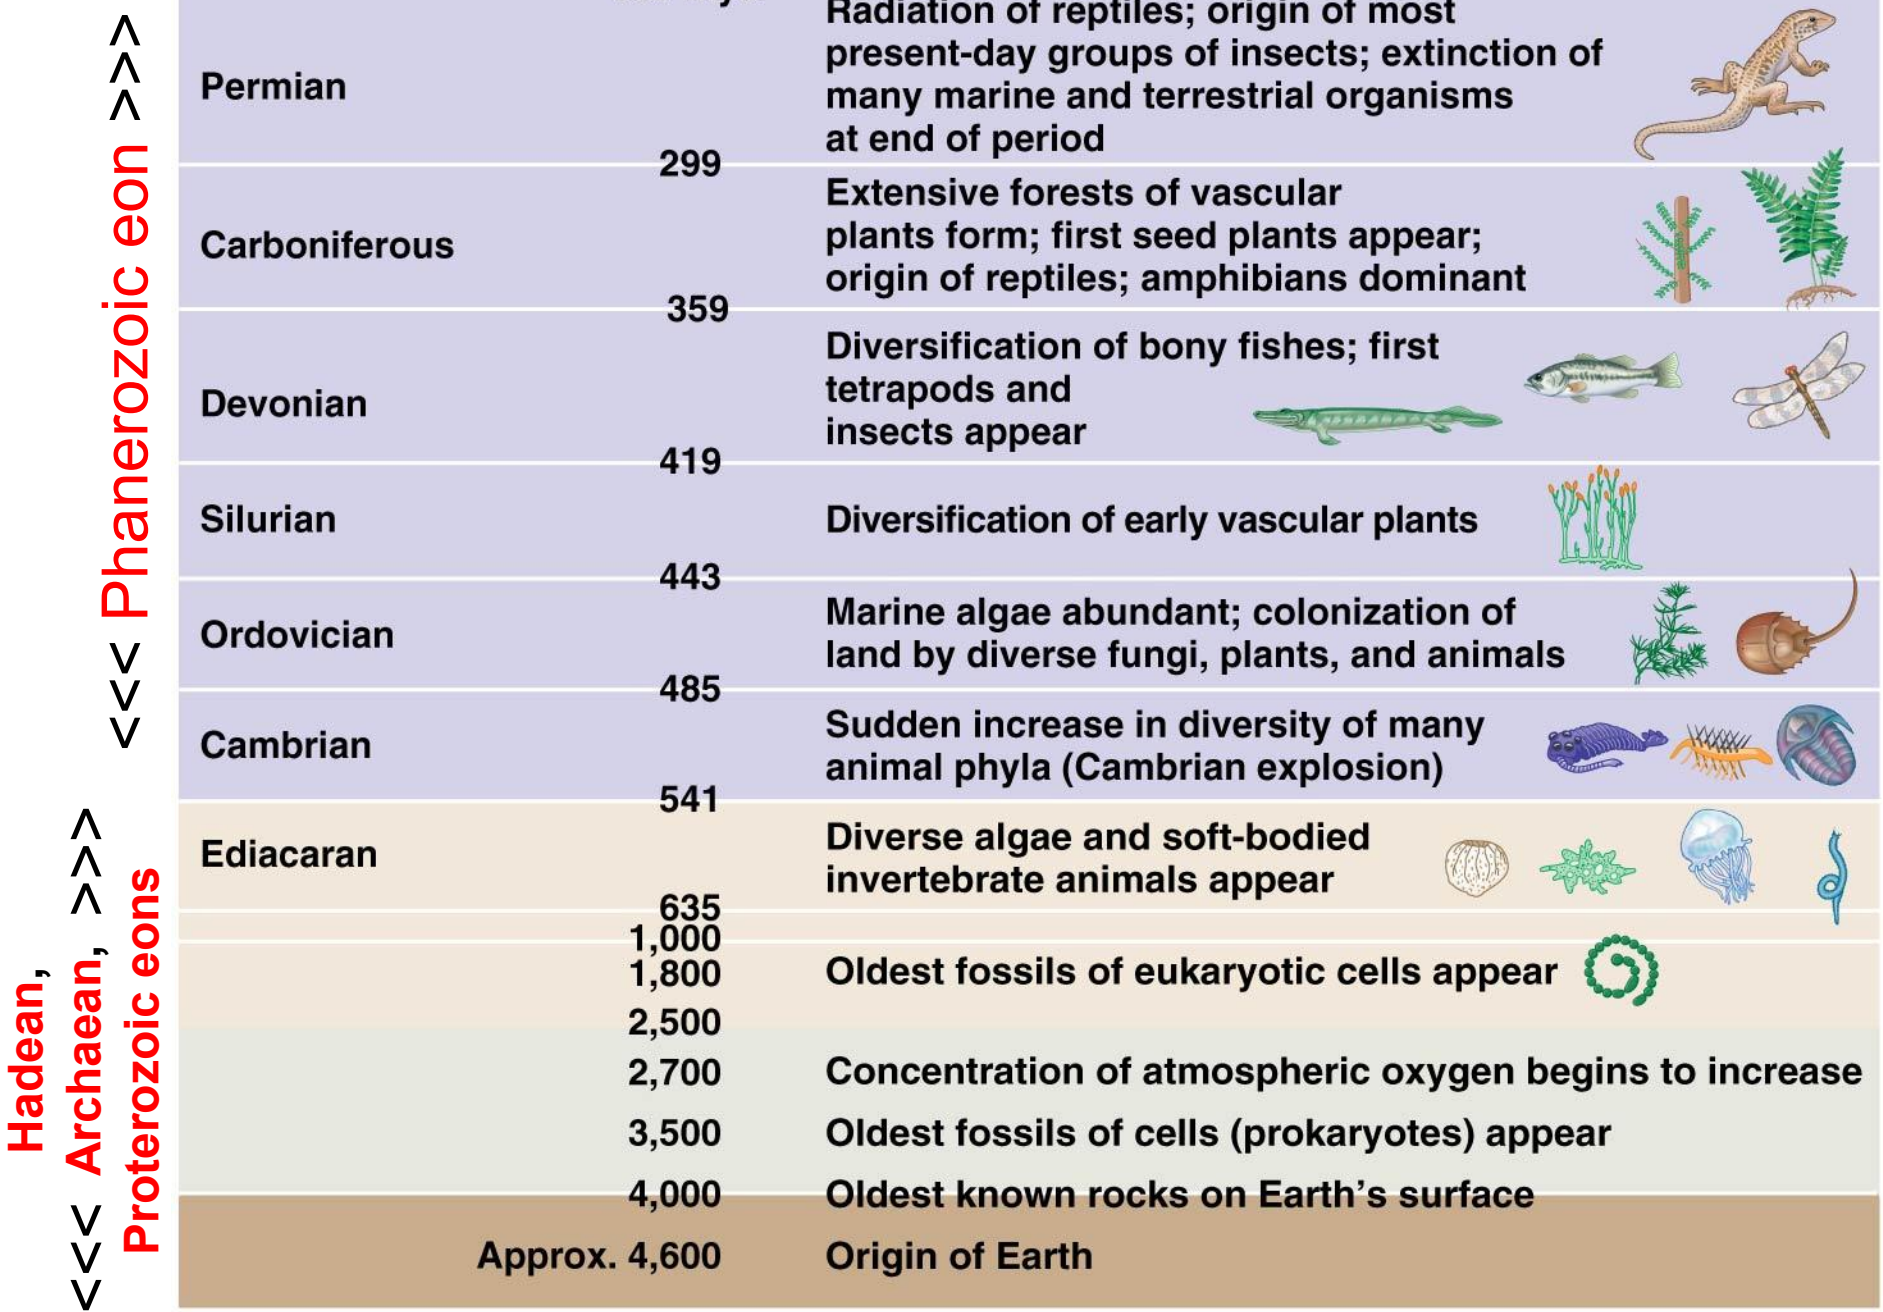 <<< Phanerozoic eon >>>
Hadean,
<<< Archaean, >>>
Proterozoic eons
Radiation of reptiles; origin of most
present-day groups of insects; extinction of
many marine and terrestrial organisms
at end of period
Permian
299
Extensive forests of vascular
plants form; first seed plants appear;
origin of reptiles; amphibians dominant
Carboniferous
359
Diversification of bony fishes; first
tetrapods and
insects appear
Devonian
419
Silurian
Diversification of early vascular plants
443
Marine algae abundant; colonization of
land by diverse fungi, plants, and animals
Ordovician
485
Sudden increase in diversity of many
animal phyla (Cambrian explosion)
Cambrian
541
Diverse algae and soft-bodied
invertebrate animals appear
Ediacaran
635
1,000
1,800 Oldest fossils of eukaryotic cells appear
2,500
2,700 Concentration of atmospheric oxygen begins to increase
3,500 Oldest fossils of cells (prokaryotes) appear
4,000 Oldest known rocks on Earth's surface
Approx. 4,600 Origin of Earth